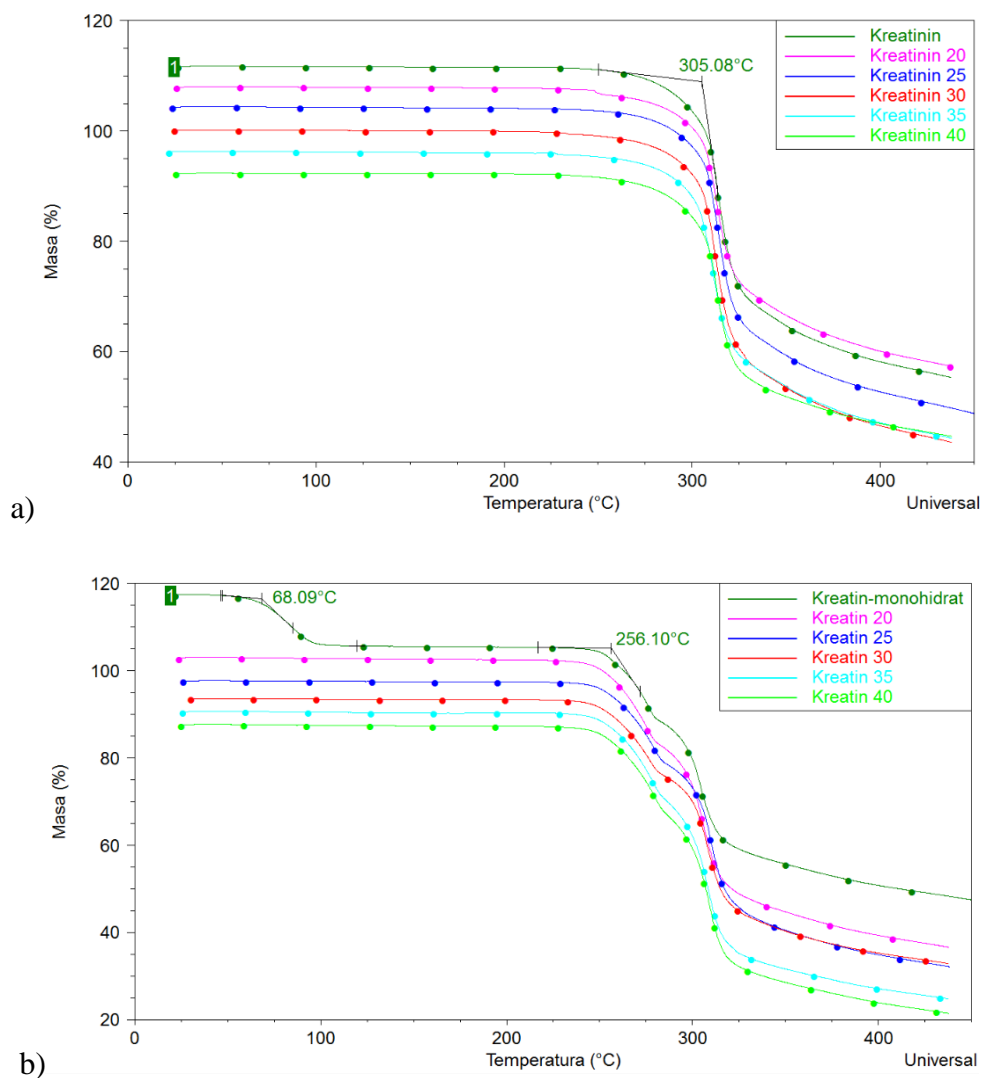 120
100
80
60
40
Masa (%)
1
305.08°C
Kreatinin
Kreatinin 20
Kreatinin 25
Kreatinin 30
Kreatinin 35
Kreatinin 40
0 100 200 300 400
Temperatura (°C)
Universal
a)
120
100
80
60
40
20
Masa (%)
1
68.09°C
256.10°C
Kreatin-monohidrat
Kreatin 20
Kreatin 25
Kreatin 30
Kreatin 35
Kreatin 40
0 100 200 300 400
Temperatura (°C)
Universal
b)